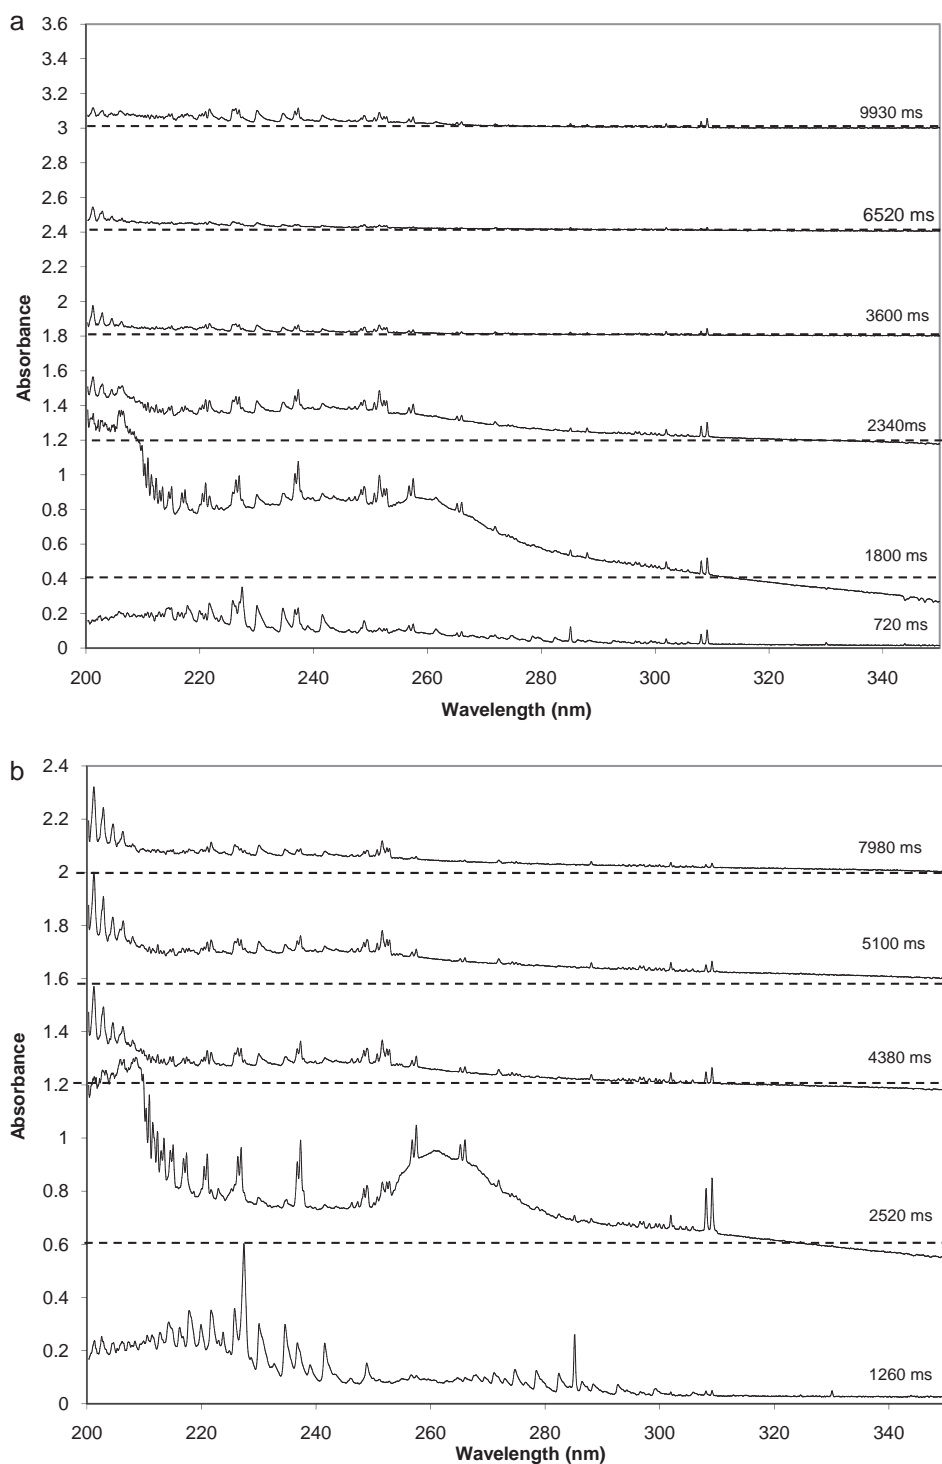 a
3.6
3.4
3.2
3
2.8
2.6
2.4
2.2
2
1.8
1.6
1.4
1.2
1
0.8
0.6
0.4
0.2
0
Absorbance
9930 ms
6520 ms
3600 ms
2340ms
1800 ms
720 ms
200 220 240 260 280 300 320 340
Wavelength (nm)
b
2.4
2.2
2
1.8
1.6
1.4
1.2
1
0.8
0.6
0.4
0.2
0
Absorbance
7980 ms
5100 ms
4380 ms
2520 ms
1260 ms
200 220 240 260 280 300 320 340
Wavelength (nm)